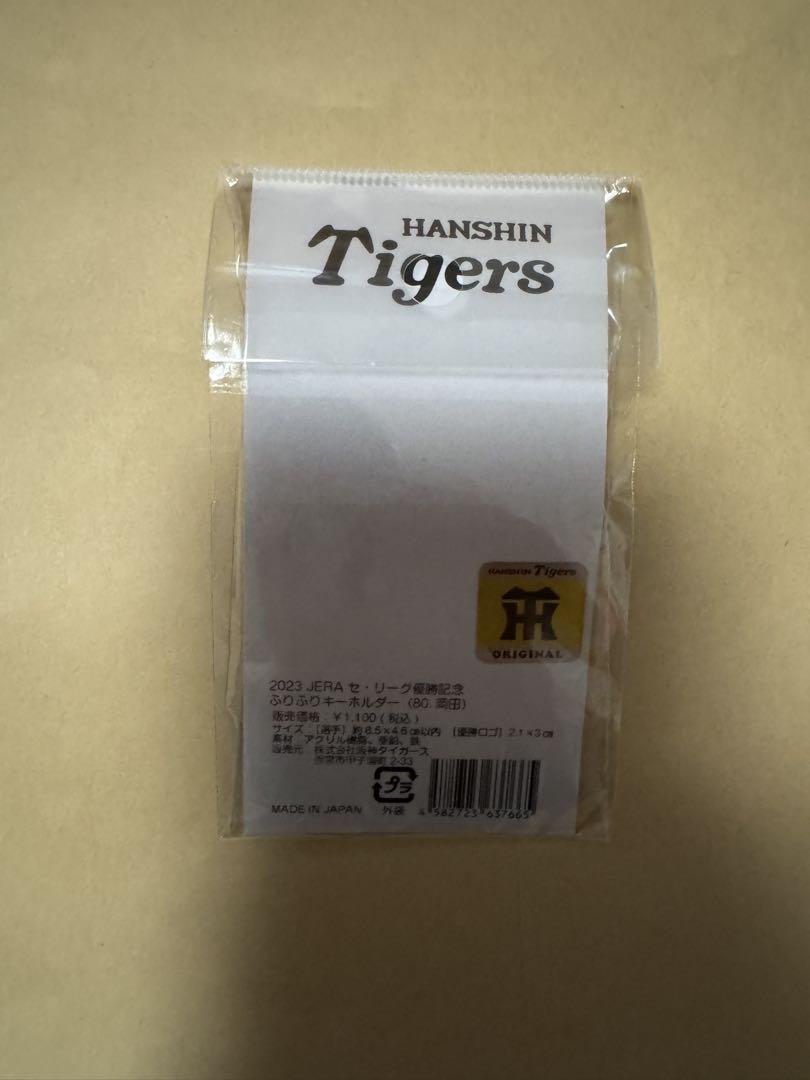 HANSHIN
Tigers
HANSHIN Tigers
TH
ORIGINAL
2023 JERA セ・リーグ優勝記念
ふりふりキーホルダー（80. 岡田）
販売価格：￥1,100（税込）
サイズ：［選手］約6.5×4.6㎝以内　［優勝ロゴ］2.1×3㎝
素材：アクリル樹脂、亜鉛、鉄
販売元：株式会社阪神タイガース
西宮市甲子園町2-33
プラ
MADE IN JAPAN 外袋
4 582723 637665